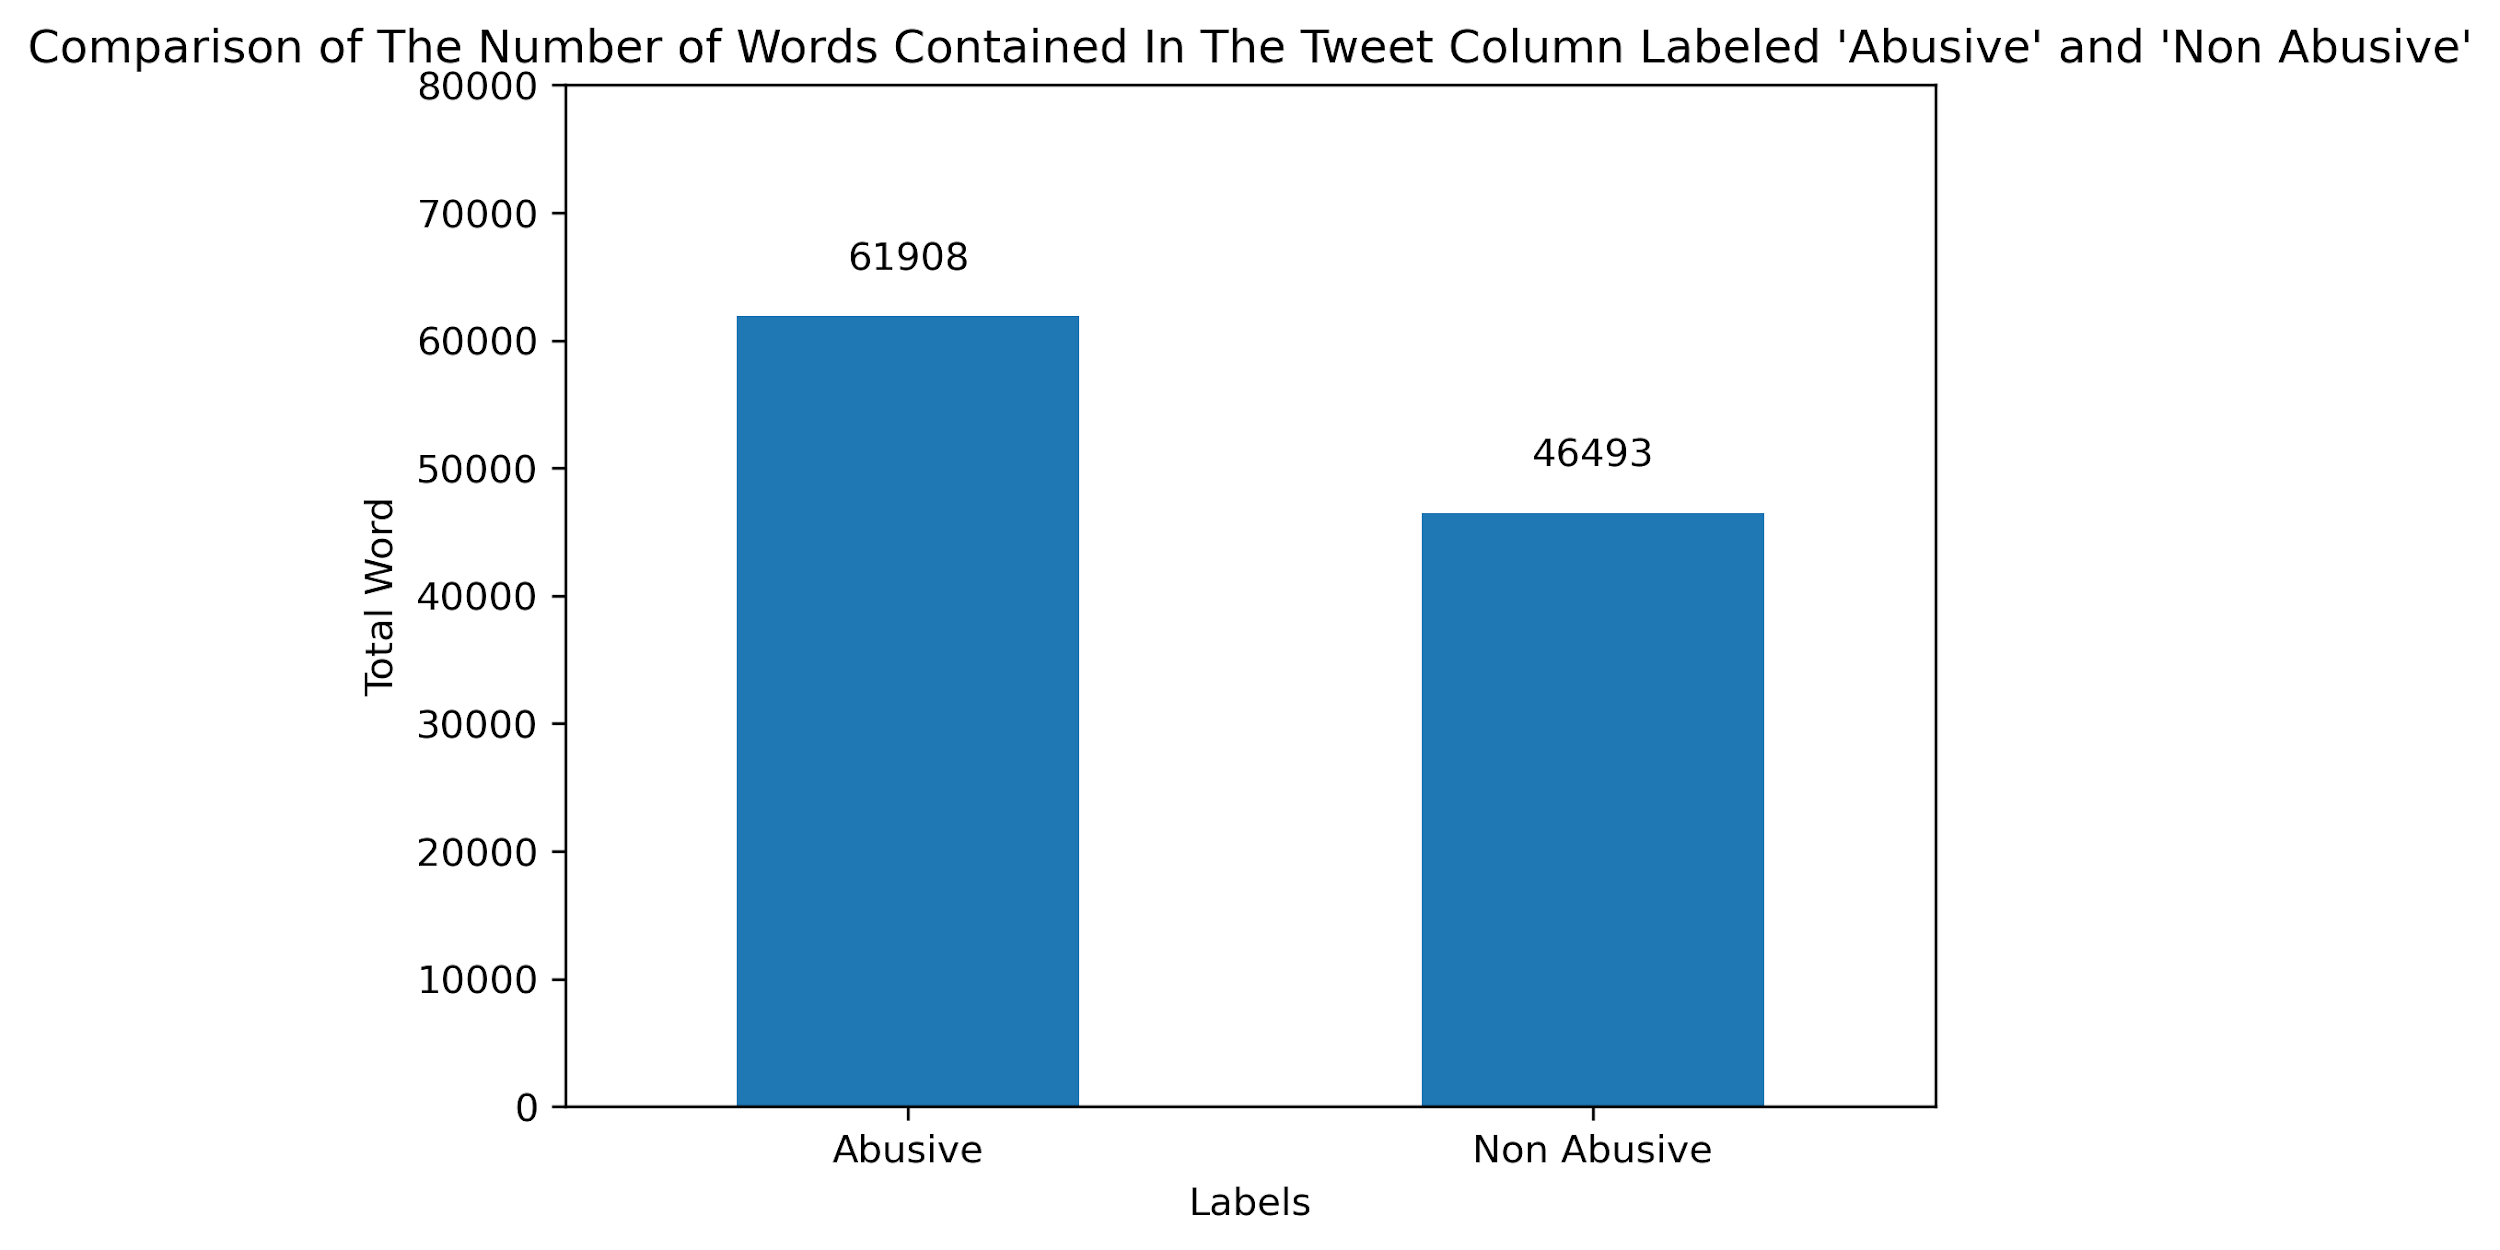 Comparison of The Number of Words Contained In The Tweet Column Labeled 'Abusive' and 'Non Abusive'
80000
70000
61908
60000
50000
46493
Total Word
40000
30000
20000
10000
0
Abusive
Non Abusive
Labels